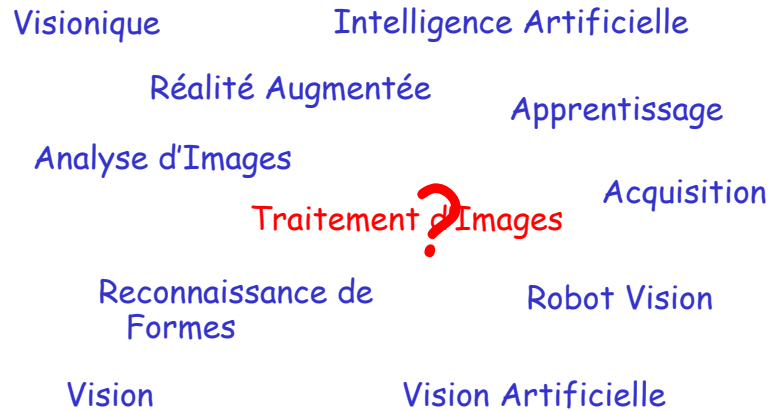 Visionique
Intelligence Artificielle
Réalité Augmentée
Apprentissage
Analyse d'Images
Acquisition
Traitement d'Images
?
Reconnaissance de
Formes
Robot Vision
Vision
Vision Artificielle